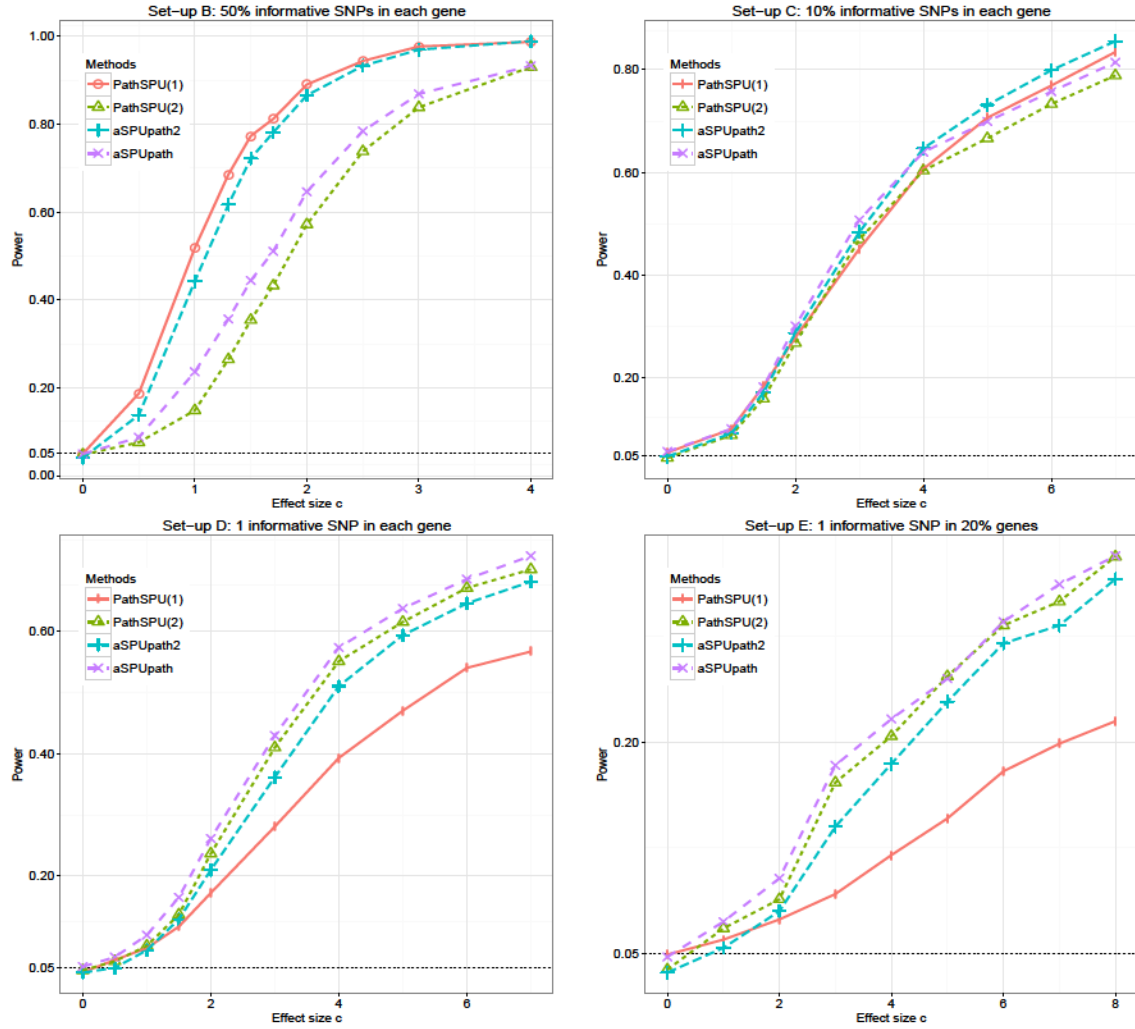 Set-up B: 50% informative SNPs in each gene
Power
1.00
0.80
0.60
0.40
0.20
0.05
0.00
Methods
PathSPU(1)
PathSPU(2)
aSPUpath2
aSPUpath
0 1 2 3 4
Effect size c
Set-up C: 10% informative SNPs in each gene
Power
0.80
0.60
0.40
0.20
0.05
Methods
PathSPU(1)
PathSPU(2)
aSPUpath2
aSPUpath
0 2 4 6
Effect size c
Set-up D: 1 informative SNP in each gene
Power
0.60
0.40
0.20
0.05
Methods
PathSPU(1)
PathSPU(2)
aSPUpath2
aSPUpath
0 2 4 6
Effect size c
Set-up E: 1 informative SNP in 20% genes
Power
0.20
0.05
Methods
PathSPU(1)
PathSPU(2)
aSPUpath2
aSPUpath
0 2 4 6 8
Effect size c